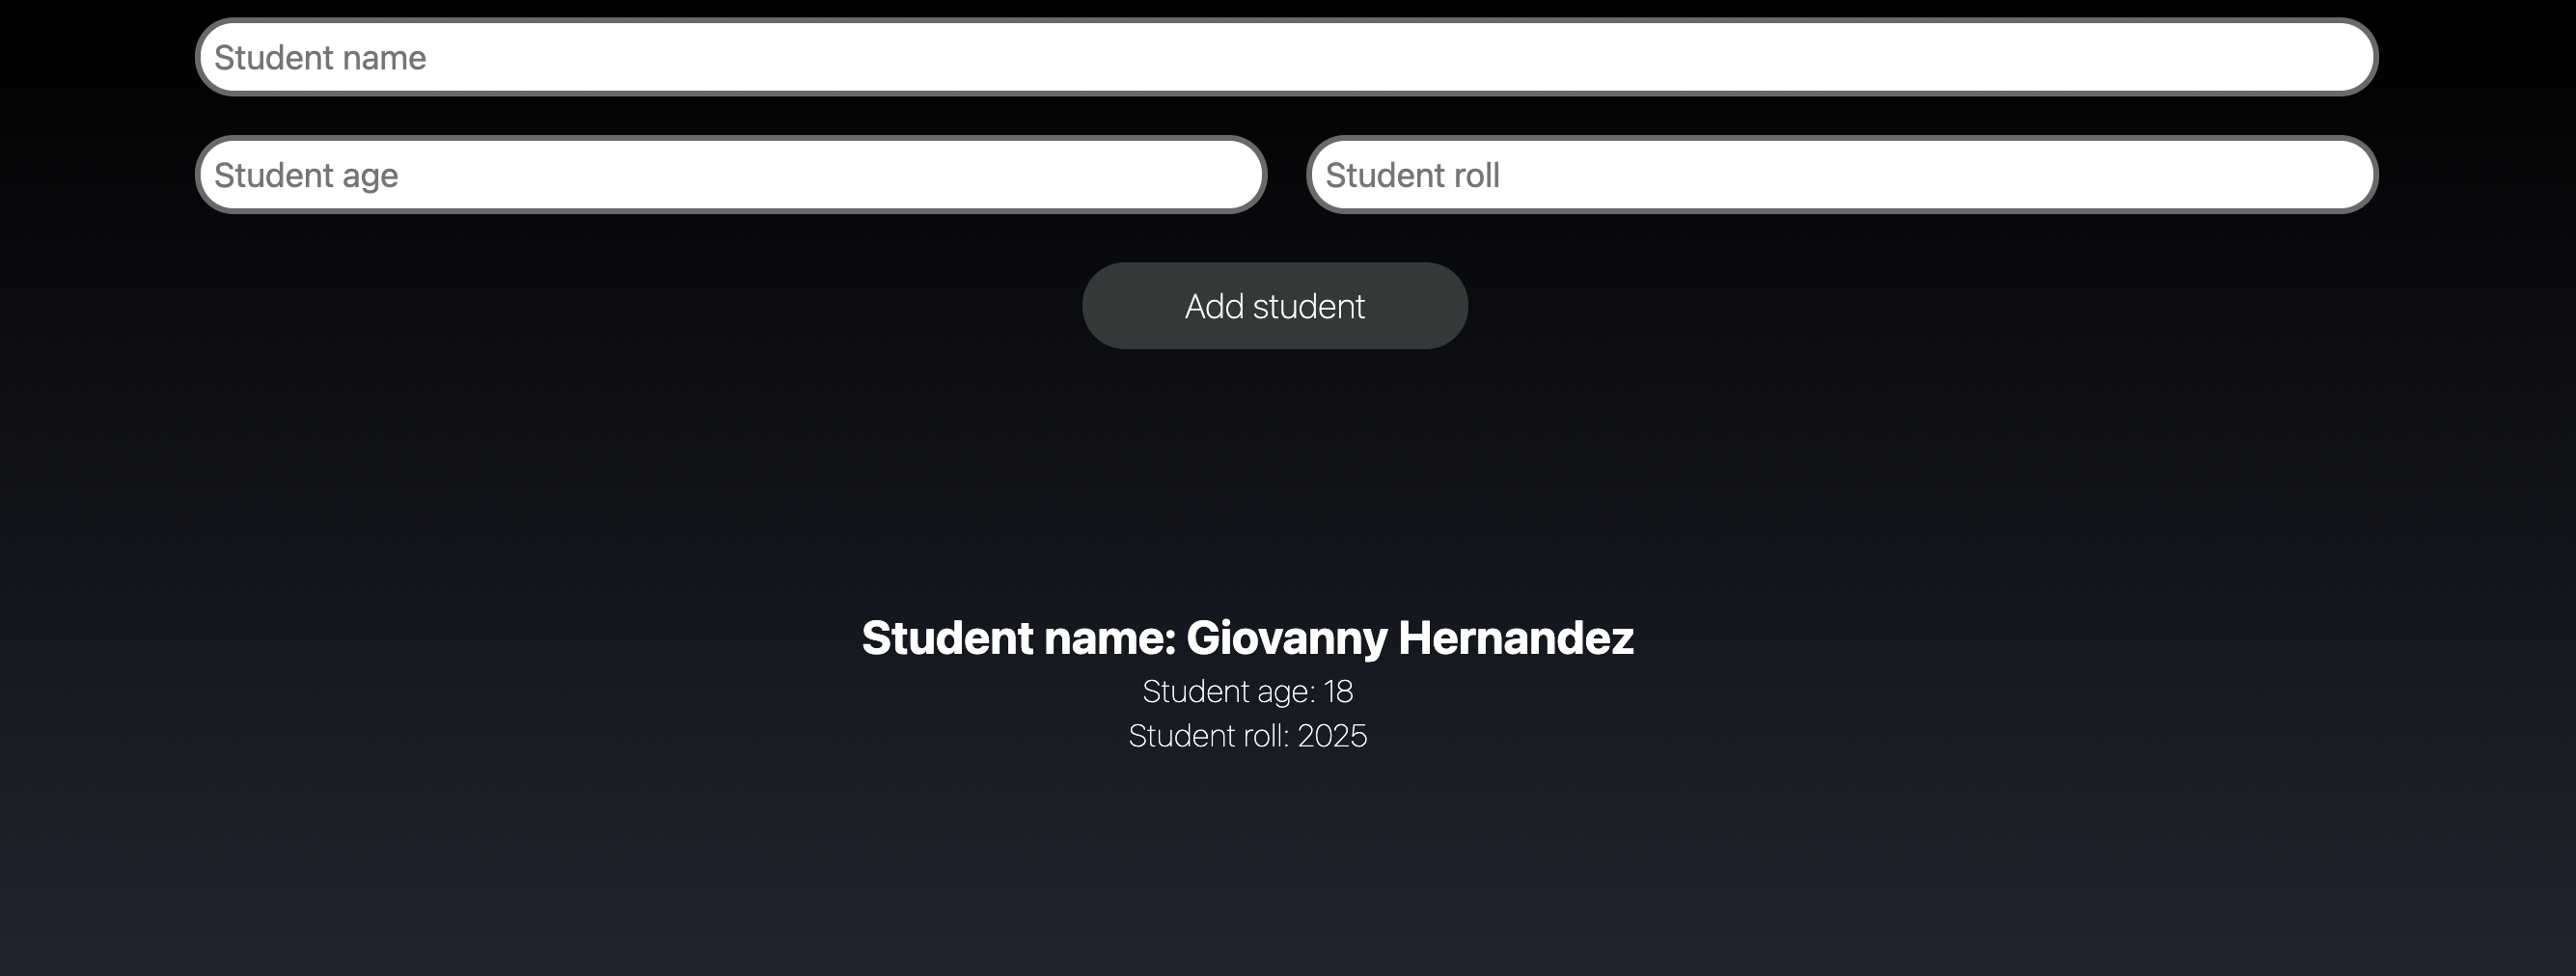 Student name
Student age
Student roll
Add student
Student name: Giovanny Hernandez
Student age: 18
Student roll: 2025